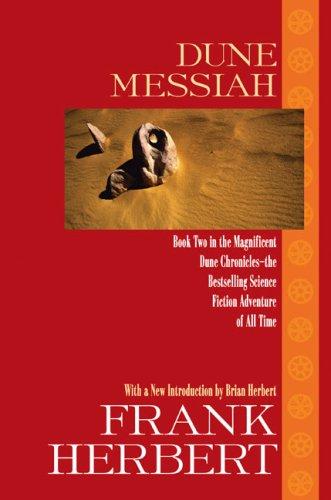 DUNE
MESSIAH
Book Two in the Magnificent
Dune Chronicles–the
Bestselling Science
Fiction Adventure
of All Time
With a New Introduction by Brian Herbert
FRANK
HERBERT